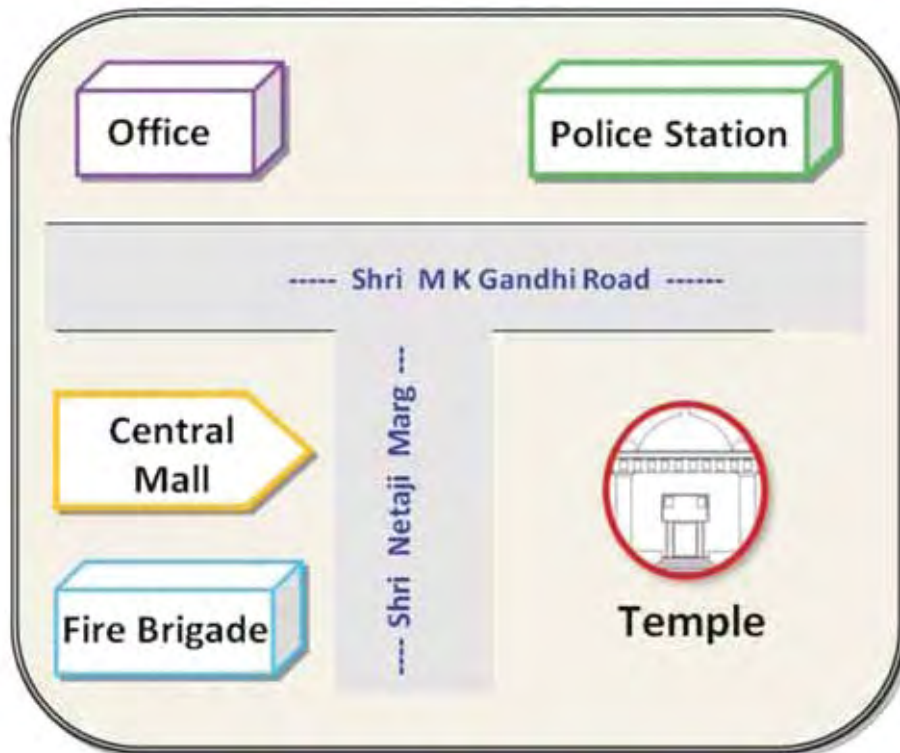 Office
Police Station
----- Shri M K Gandhi Road ------
Central
Mall
---- Shri Netaji Marg ---
Fire Brigade
Temple